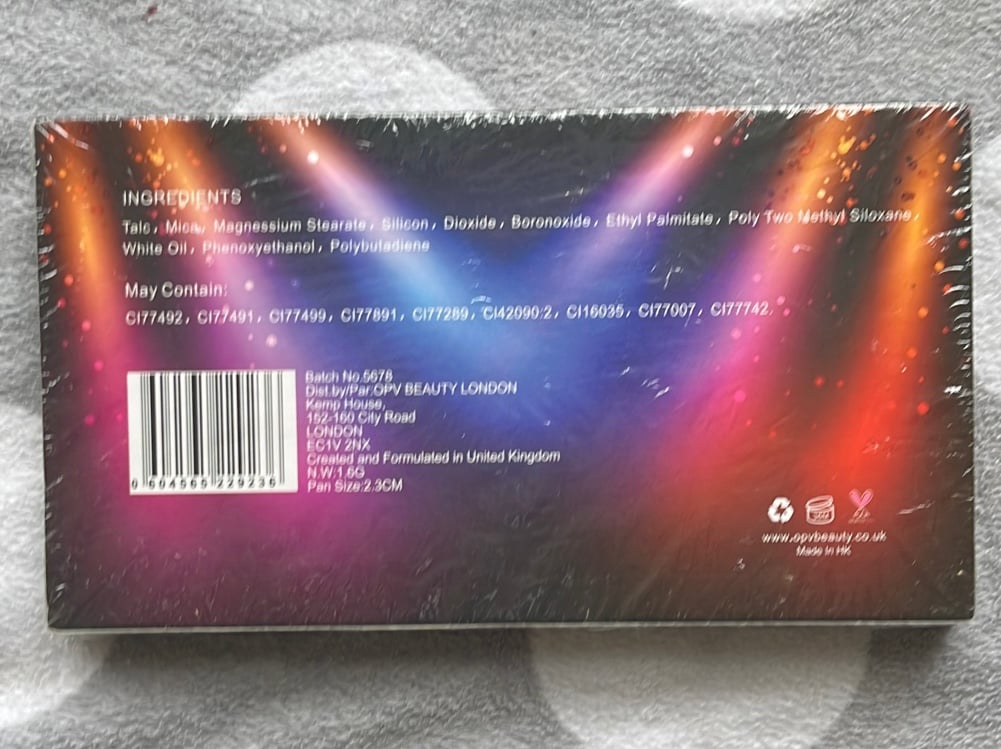 INGREDIENTS
Talc, Mica, Magnessium Stearate, Silicon, Dioxide, Boronoxide, Ethyl Palmitate, Poly Two Methyl Siloxane,
White Oil, Phenoxyethanol, Polybutadiene
May Contain:
CI77492, CI77491, CI77499, CI77891, CI77289, CI42090:2, CI16035, CI77007, CI77742,
Batch No.5678
Dist.by/Par.OPV BEAUTY LONDON
Kemp House,
152-160 City Road
LONDON
EC1V 2NX
Created and Formulated in United Kingdom
N.W:1.6G
Pan Size:2.3CM
0 604565 229236
www.opvbeauty.co.uk
Made In HK